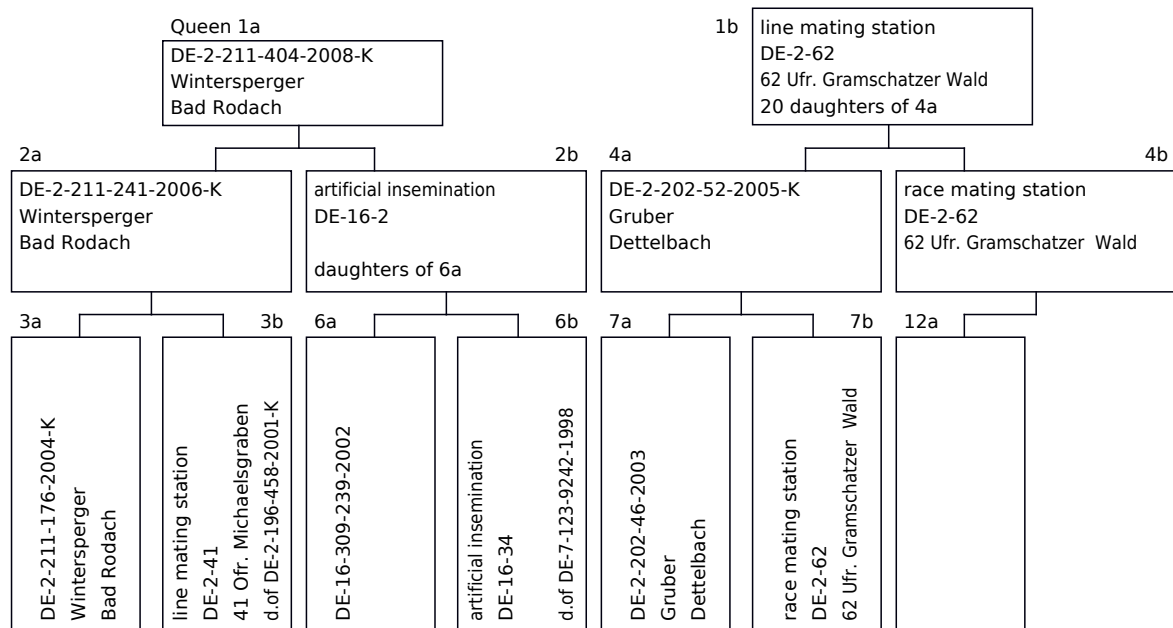 Queen 1a
DE-2-211-404-2008-K
Wintersperger
Bad Rodach
1b
line mating station
DE-2-62
62 Ufr. Gramschatzer Wald
20 daughters of 4a
2a
DE-2-211-241-2006-K
Wintersperger
Bad Rodach
2b
artificial insemination
DE-16-2
daughters of 6a
4a
DE-2-202-52-2005-K
Gruber
Dettelbach
4b
race mating station
DE-2-62
62 Ufr. Gramschatzer Wald
3a
DE-2-211-176-2004-K
Wintersperger
Bad Rodach
3b
line mating station
DE-2-41
41 Ofr. Michaelsgraben
d.of DE-2-196-458-2001-K
6a
DE-16-309-239-2002
6b
artificial insemination
DE-16-34
d.of DE-7-123-9242-1998
7a
DE-2-202-46-2003
Gruber
Dettelbach
7b
race mating station
DE-2-62
62 Ufr. Gramschatzer Wald
12a